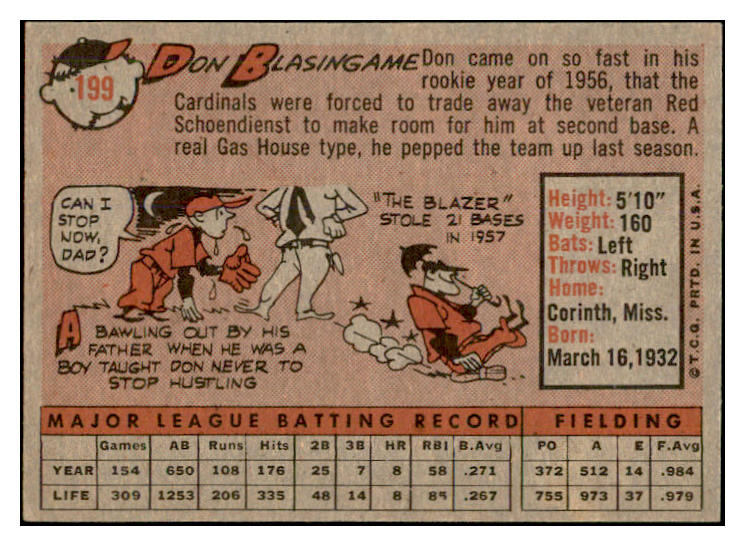 199
DON BLASINGAME
Don came on so fast in his
rookie year of 1956, that the
Cardinals were forced to trade away the veteran Red
Schoendienst to make room for him at second base. A
real Gas House type, he pepped the team up last season.
CAN I
STOP
NOW,
DAD?
"THE BLAZER"
STOLE 21 BASES
IN 1957
A BAWLING OUT BY HIS
FATHER WHEN HE WAS A
BOY TAUGHT DON NEVER TO
STOP HUSTLING
Height: 5'10"
Weight: 160
Bats: Left
Throws: Right
Home:
Corinth, Miss.
Born:
March 16, 1932
© T.C.G. PRTD. IN U.S.A.
MAJOR LEAGUE BATTING RECORD FIELDING
Games AB Runs Hits 2B 3B HR RBI B.Avg PO A E F.Avg
YEAR 154 650 108 176 25 7 8 58 .271 372 512 14 .984
LIFE 309 1253 206 335 48 14 8 85 .267 755 973 37 .979